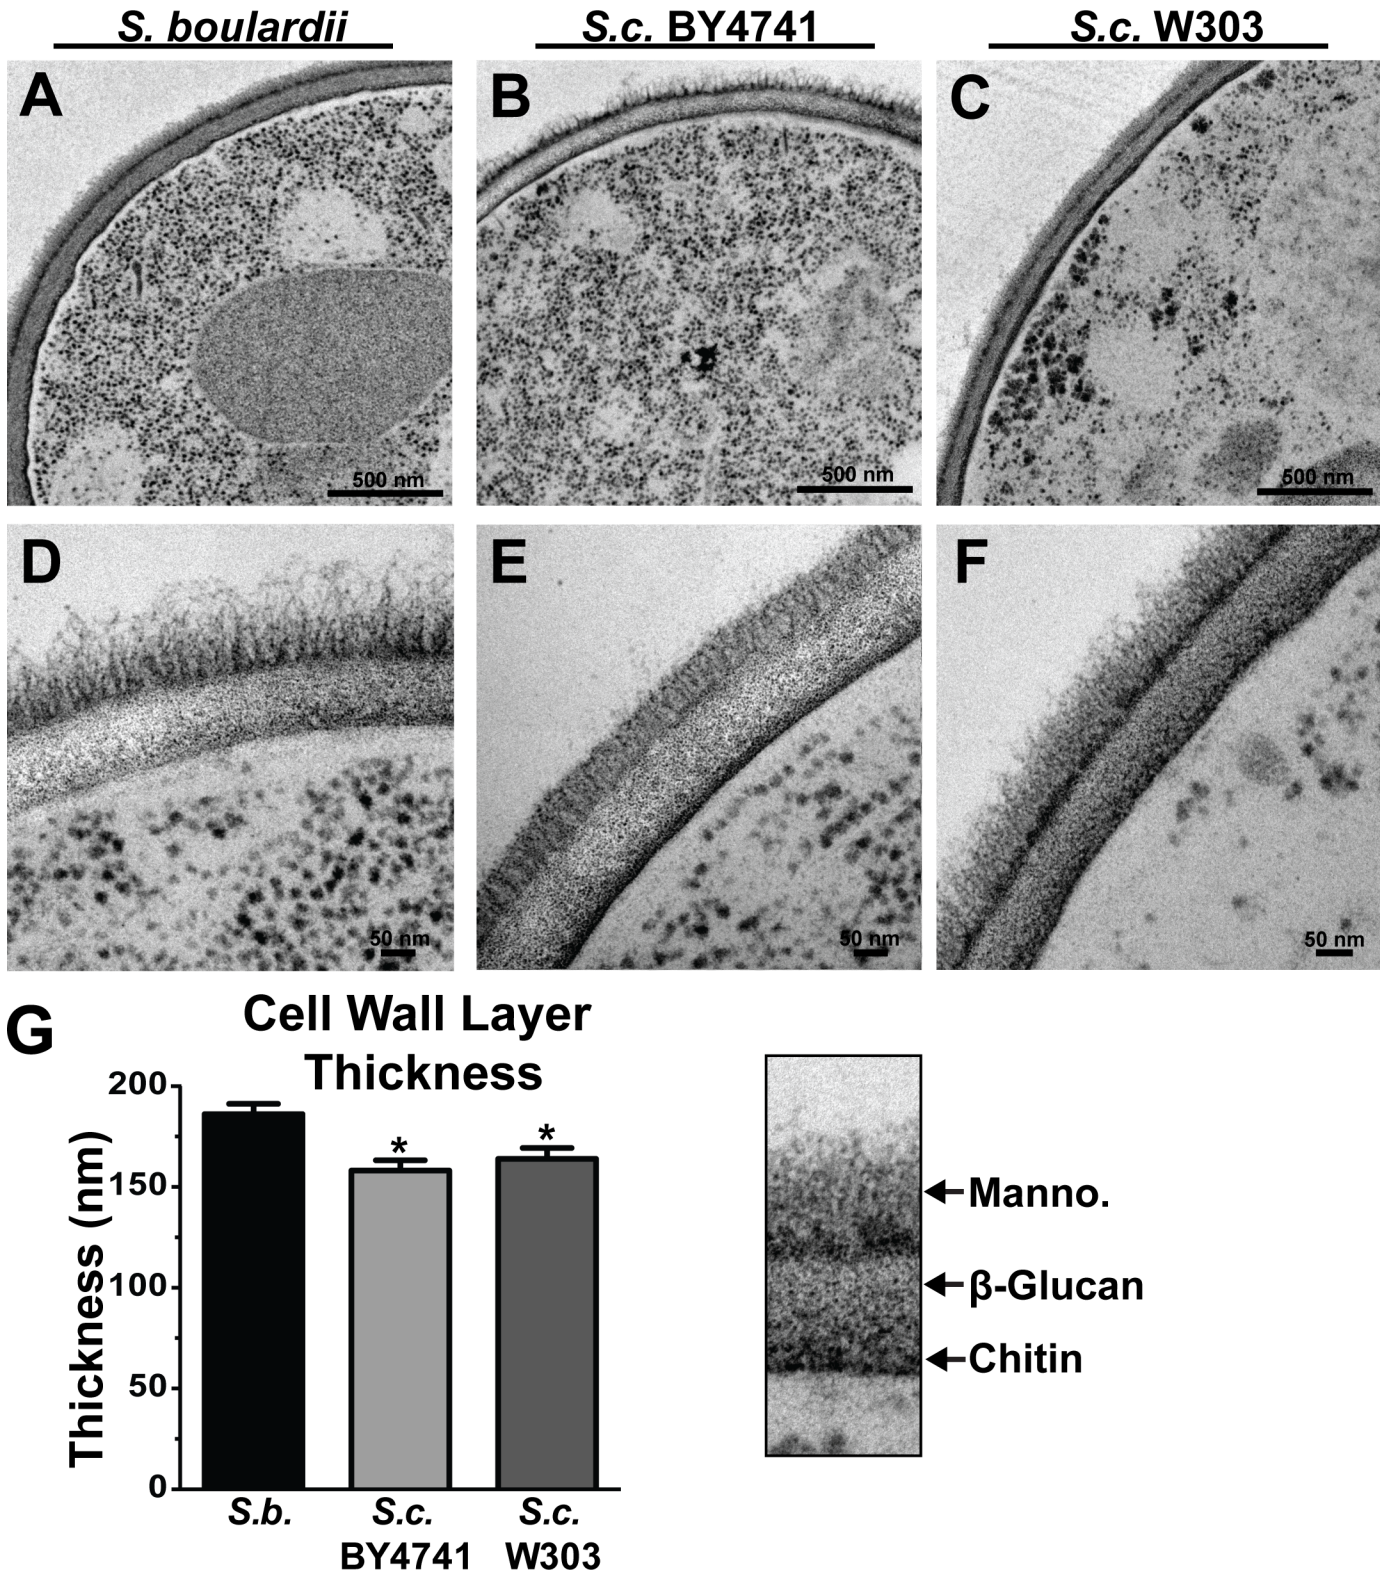 S. boulardii
S.c. BY4741
S.c. W303
A
B
C
500 nm
500 nm
500 nm
D
E
F
50 nm
50 nm
50 nm
G
Cell Wall Layer
Thickness
Thickness (nm)
200
150
100
50
0
*
*
S.b.
S.c.
BY4741
S.c.
W303
Manno.
β-Glucan
Chitin